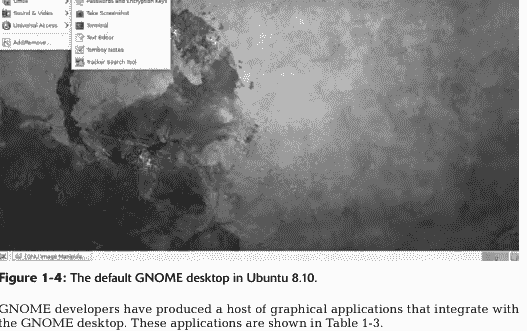 Office
Passwords and Encryption Keys
Sound & Video
Take Screenshot
Universal Access
Terminal
Text Editor
Add/Remove...
Tomboy Notes
Tracker Search Tool
Figure 1-4: The default GNOME desktop in Ubuntu 8.10.
GNOME developers have produced a host of graphical applications that integrate with
the GNOME desktop. These applications are shown in Table 1-3.